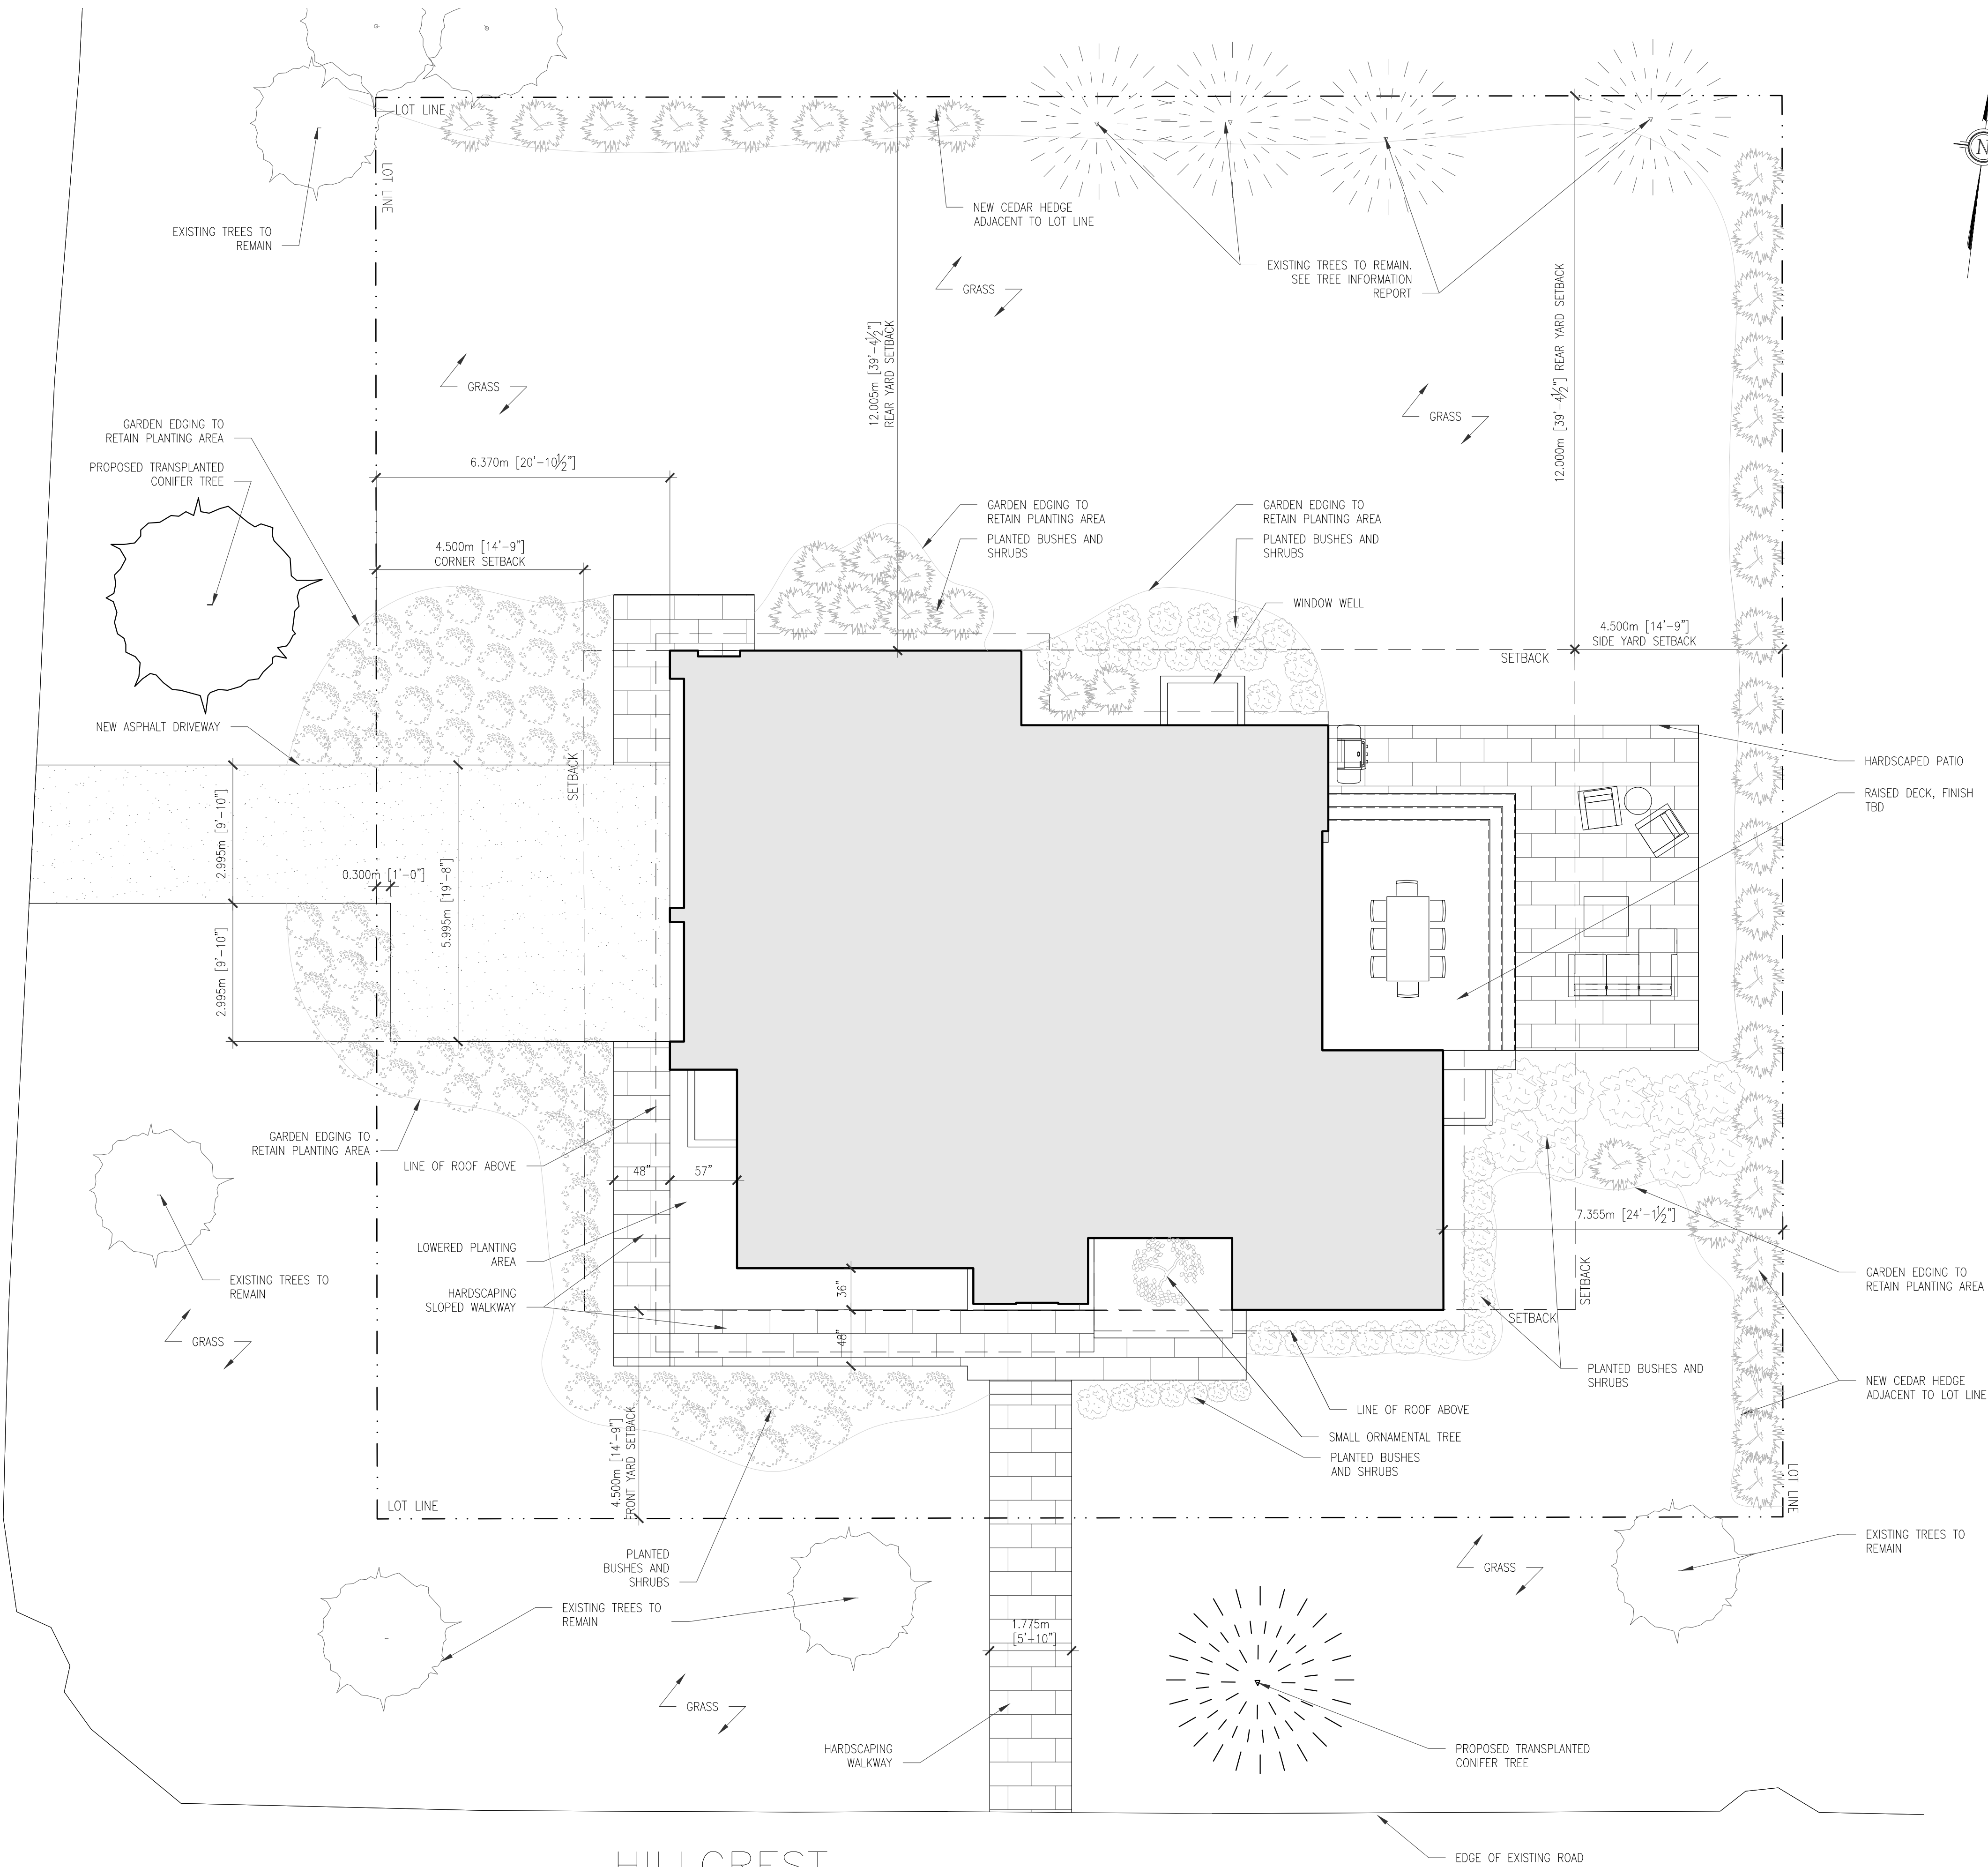 LOT LINE
LOT LINE
N
EXISTING TREES TO
REMAIN
NEW CEDAR HEDGE
ADJACENT TO LOT LINE
EXISTING TREES TO REMAIN.
SEE TREE INFORMATION
REPORT
GRASS
12.005m [39'-4½"]
REAR YARD SETBACK
12.000m [39'-4½"] REAR YARD SETBACK
GRASS
GRASS
GARDEN EDGING TO
RETAIN PLANTING AREA
PROPOSED TRANSPLANTED
CONIFER TREE
6.370m [20'-10½"]
4.500m [14'-9"]
CORNER SETBACK
GARDEN EDGING TO
RETAIN PLANTING AREA
PLANTED BUSHES AND
SHRUBS
GARDEN EDGING TO
RETAIN PLANTING AREA
PLANTED BUSHES AND
SHRUBS
WINDOW WELL
4.500m [14'-9"]
SIDE YARD SETBACK
SETBACK
NEW ASPHALT DRIVEWAY
SETBACK
HARDSCAPED PATIO
RAISED DECK, FINISH
TBD
2.995m [9'-10"]
0.300m [1'-0"]
5.995m [19'-8"]
2.995m [9'-10"]
GARDEN EDGING TO
RETAIN PLANTING AREA
LINE OF ROOF ABOVE
48"
57"
LOWERED PLANTING
AREA
HARDSCAPING
SLOPED WALKWAY
36"
48"
7.355m [24'-1½"]
SETBACK
SETBACK
GARDEN EDGING TO
RETAIN PLANTING AREA
EXISTING TREES TO
REMAIN
GRASS
PLANTED BUSHES AND
SHRUBS
NEW CEDAR HEDGE
ADJACENT TO LOT LINE
LINE OF ROOF ABOVE
SMALL ORNAMENTAL TREE
PLANTED BUSHES
AND SHRUBS
4.500m [14'-9"]
FRONT YARD SETBACK
LOT LINE
LOT LINE
PLANTED
BUSHES AND
SHRUBS
EXISTING TREES TO
REMAIN
EXISTING TREES TO
REMAIN
GRASS
1.775m
[5'-10"]
GRASS
HARDSCAPING
WALKWAY
PROPOSED TRANSPLANTED
CONIFER TREE
HILLCREST
EDGE OF EXISTING ROAD